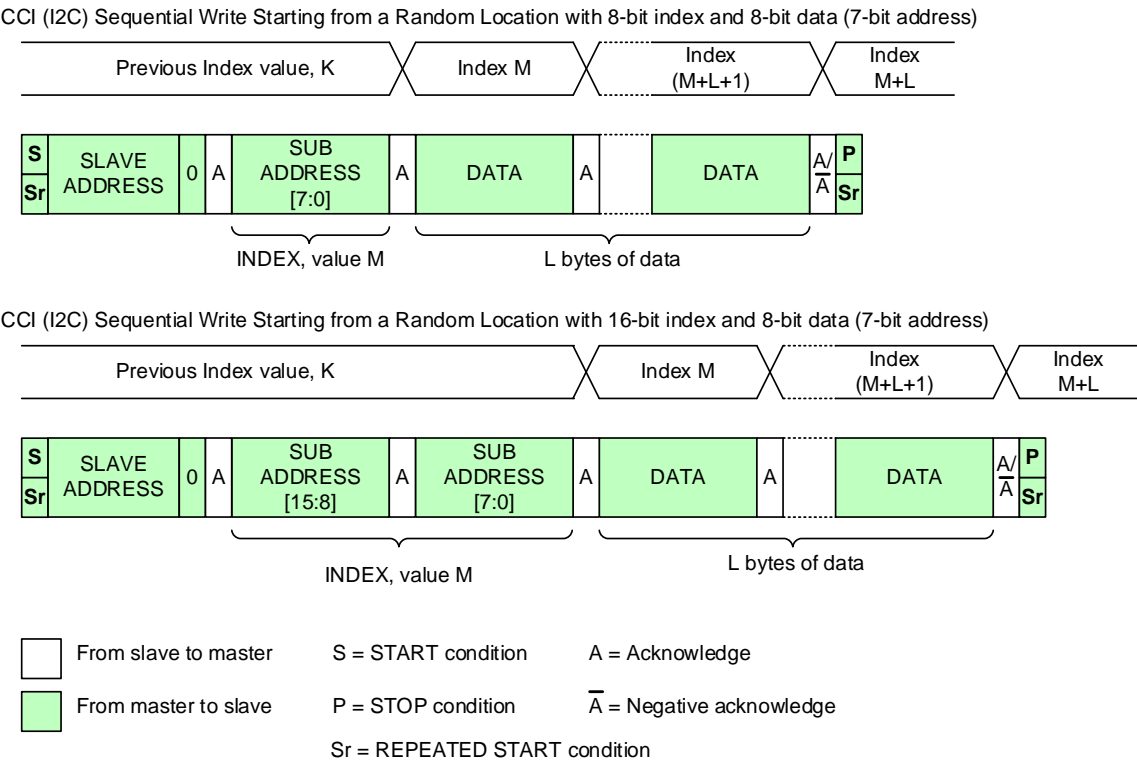 CCI (I2C) Sequential Write Starting from a Random Location with 8-bit index and 8-bit data (7-bit address)
Previous Index value, K
Index M
Index
(M+L+1)
Index
M+L
S
Sr
SLAVE
ADDRESS
0
A
SUB
ADDRESS
[7:0]
A
DATA
A
DATA
A/
A̅
P
Sr
INDEX, value M
L bytes of data
CCI (I2C) Sequential Write Starting from a Random Location with 16-bit index and 8-bit data (7-bit address)
Previous Index value, K
Index M
Index
(M+L+1)
Index
M+L
S
Sr
SLAVE
ADDRESS
0
A
SUB
ADDRESS
[15:8]
A
SUB
ADDRESS
[7:0]
A
DATA
A
DATA
A/
A̅
P
Sr
INDEX, value M
L bytes of data
From slave to master
S = START condition
A = Acknowledge
From master to slave
P = STOP condition
A̅ = Negative acknowledge
Sr = REPEATED START condition